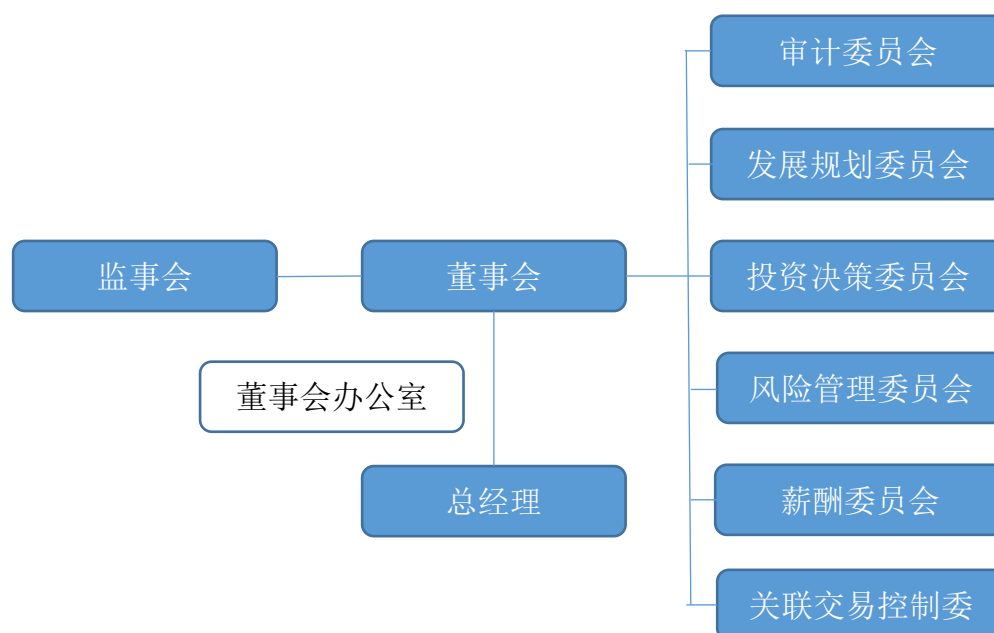 审计委员会
发展规划委员会
监事会
董事会
投资决策委员会
董事会办公室
风险管理委员会
总经理
薪酬委员会
关联交易控制委